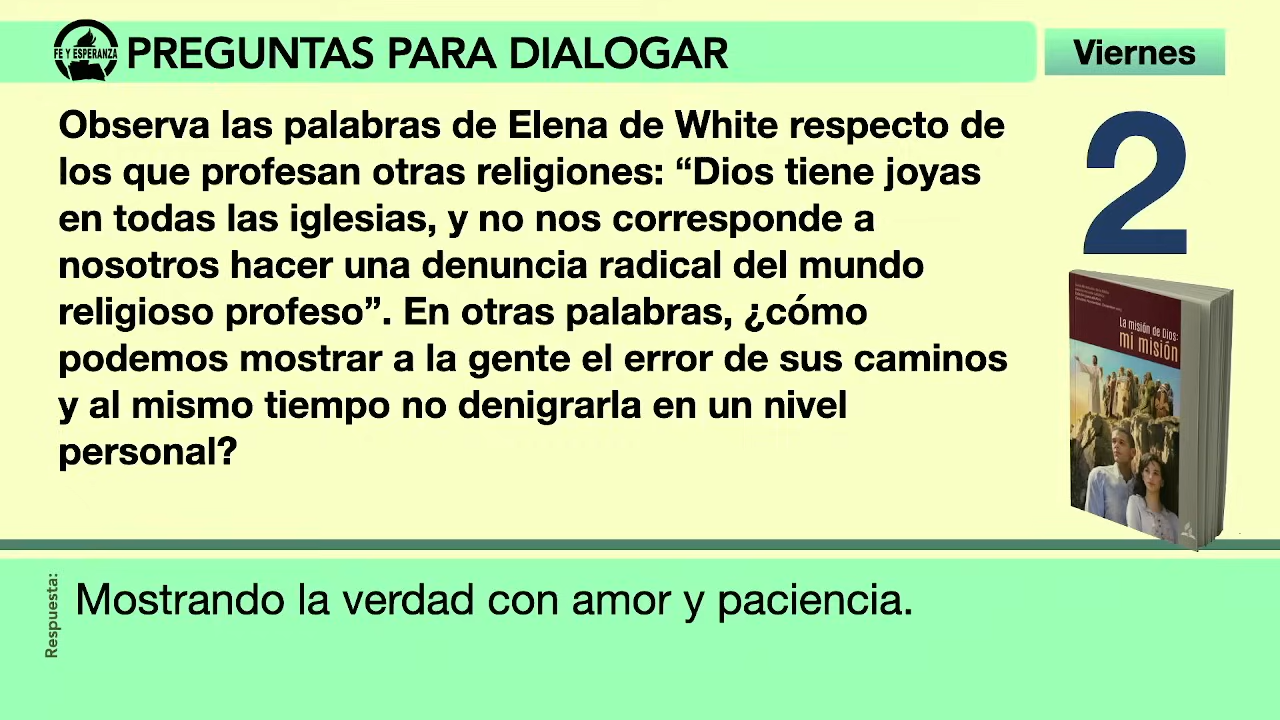 FE Y ESPERANZA
PREGUNTAS PARA DIALOGAR
Viernes
Observa las palabras de Elena de White respecto de
los que profesan otras religiones: “Dios tiene joyas
en todas las iglesias, y no nos corresponde a
nosotros hacer una denuncia radical del mundo
religioso profeso”. En otras palabras, ¿cómo
podemos mostrar a la gente el error de sus caminos
y al mismo tiempo no denigrarla en un nivel
personal?
2
La misión de Dios:
mi misión
Respuesta:
Mostrando la verdad con amor y paciencia.